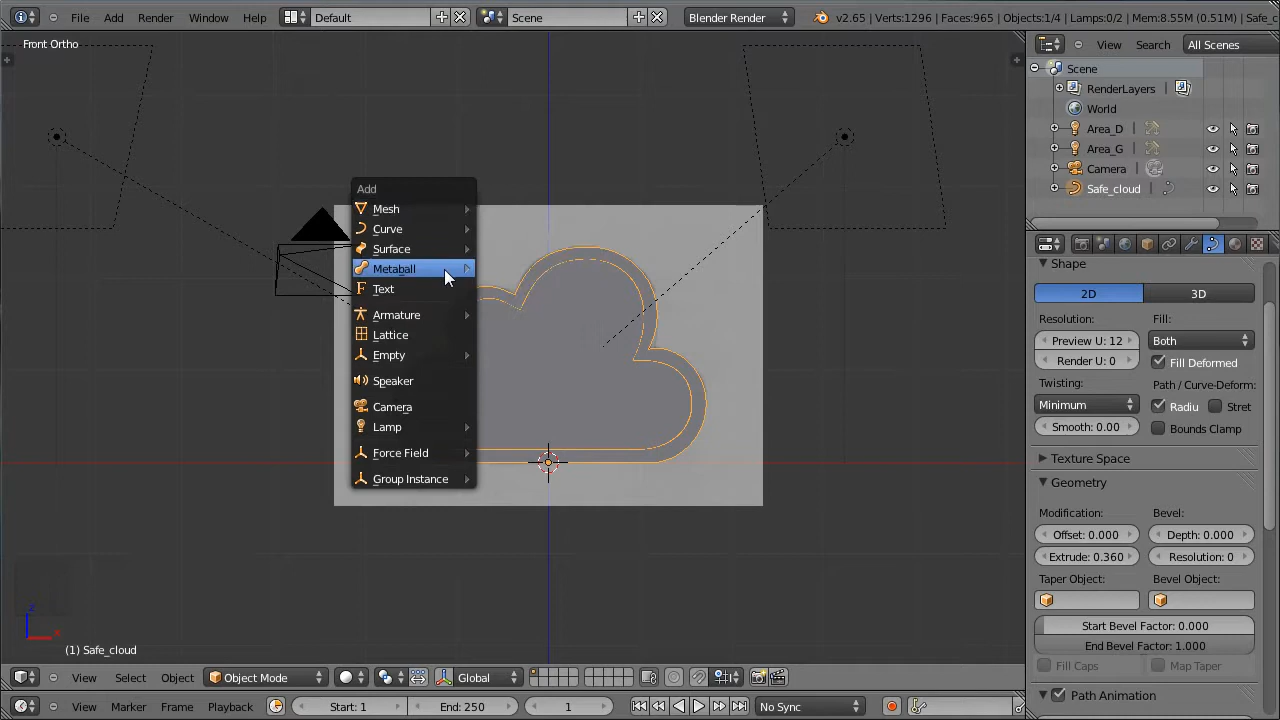 File Add Render Window Help Default Scene Blender Render v2.65 | Verts:1296 | Faces:965 | Objects:1/4 | Lamps:0/2 | Mem:8.55M (0.51M) | Safe_c
Front Ortho
View Search All Scenes
Scene
RenderLayers
World
Area_D
Area_G
Camera
Safe_cloud
Add
Mesh
Curve
Surface
Metaball
Text
Armature
Lattice
Empty
Speaker
Camera
Lamp
Force Field
Group Instance
Shape
2D 3D
Resolution: Fill:
Preview U: 12 Both
Render U: 0 Fill Deformed
Twisting: Path / Curve-Deform:
Minimum Radiu Stret
Smooth: 0.00 Bounds Clamp
Texture Space
Geometry
Modification: Bevel:
Offset: 0.000 Depth: 0.000
Extrude: 0.360 Resolution: 0
Taper Object: Bevel Object:
Start Bevel Factor: 0.000
End Bevel Factor: 1.000
Fill Caps Map Taper
Path Animation
z
x
(1) Safe_cloud
View Select Object Object Mode Global
View Marker Frame Playback Start: 1 End: 250 1 No Sync